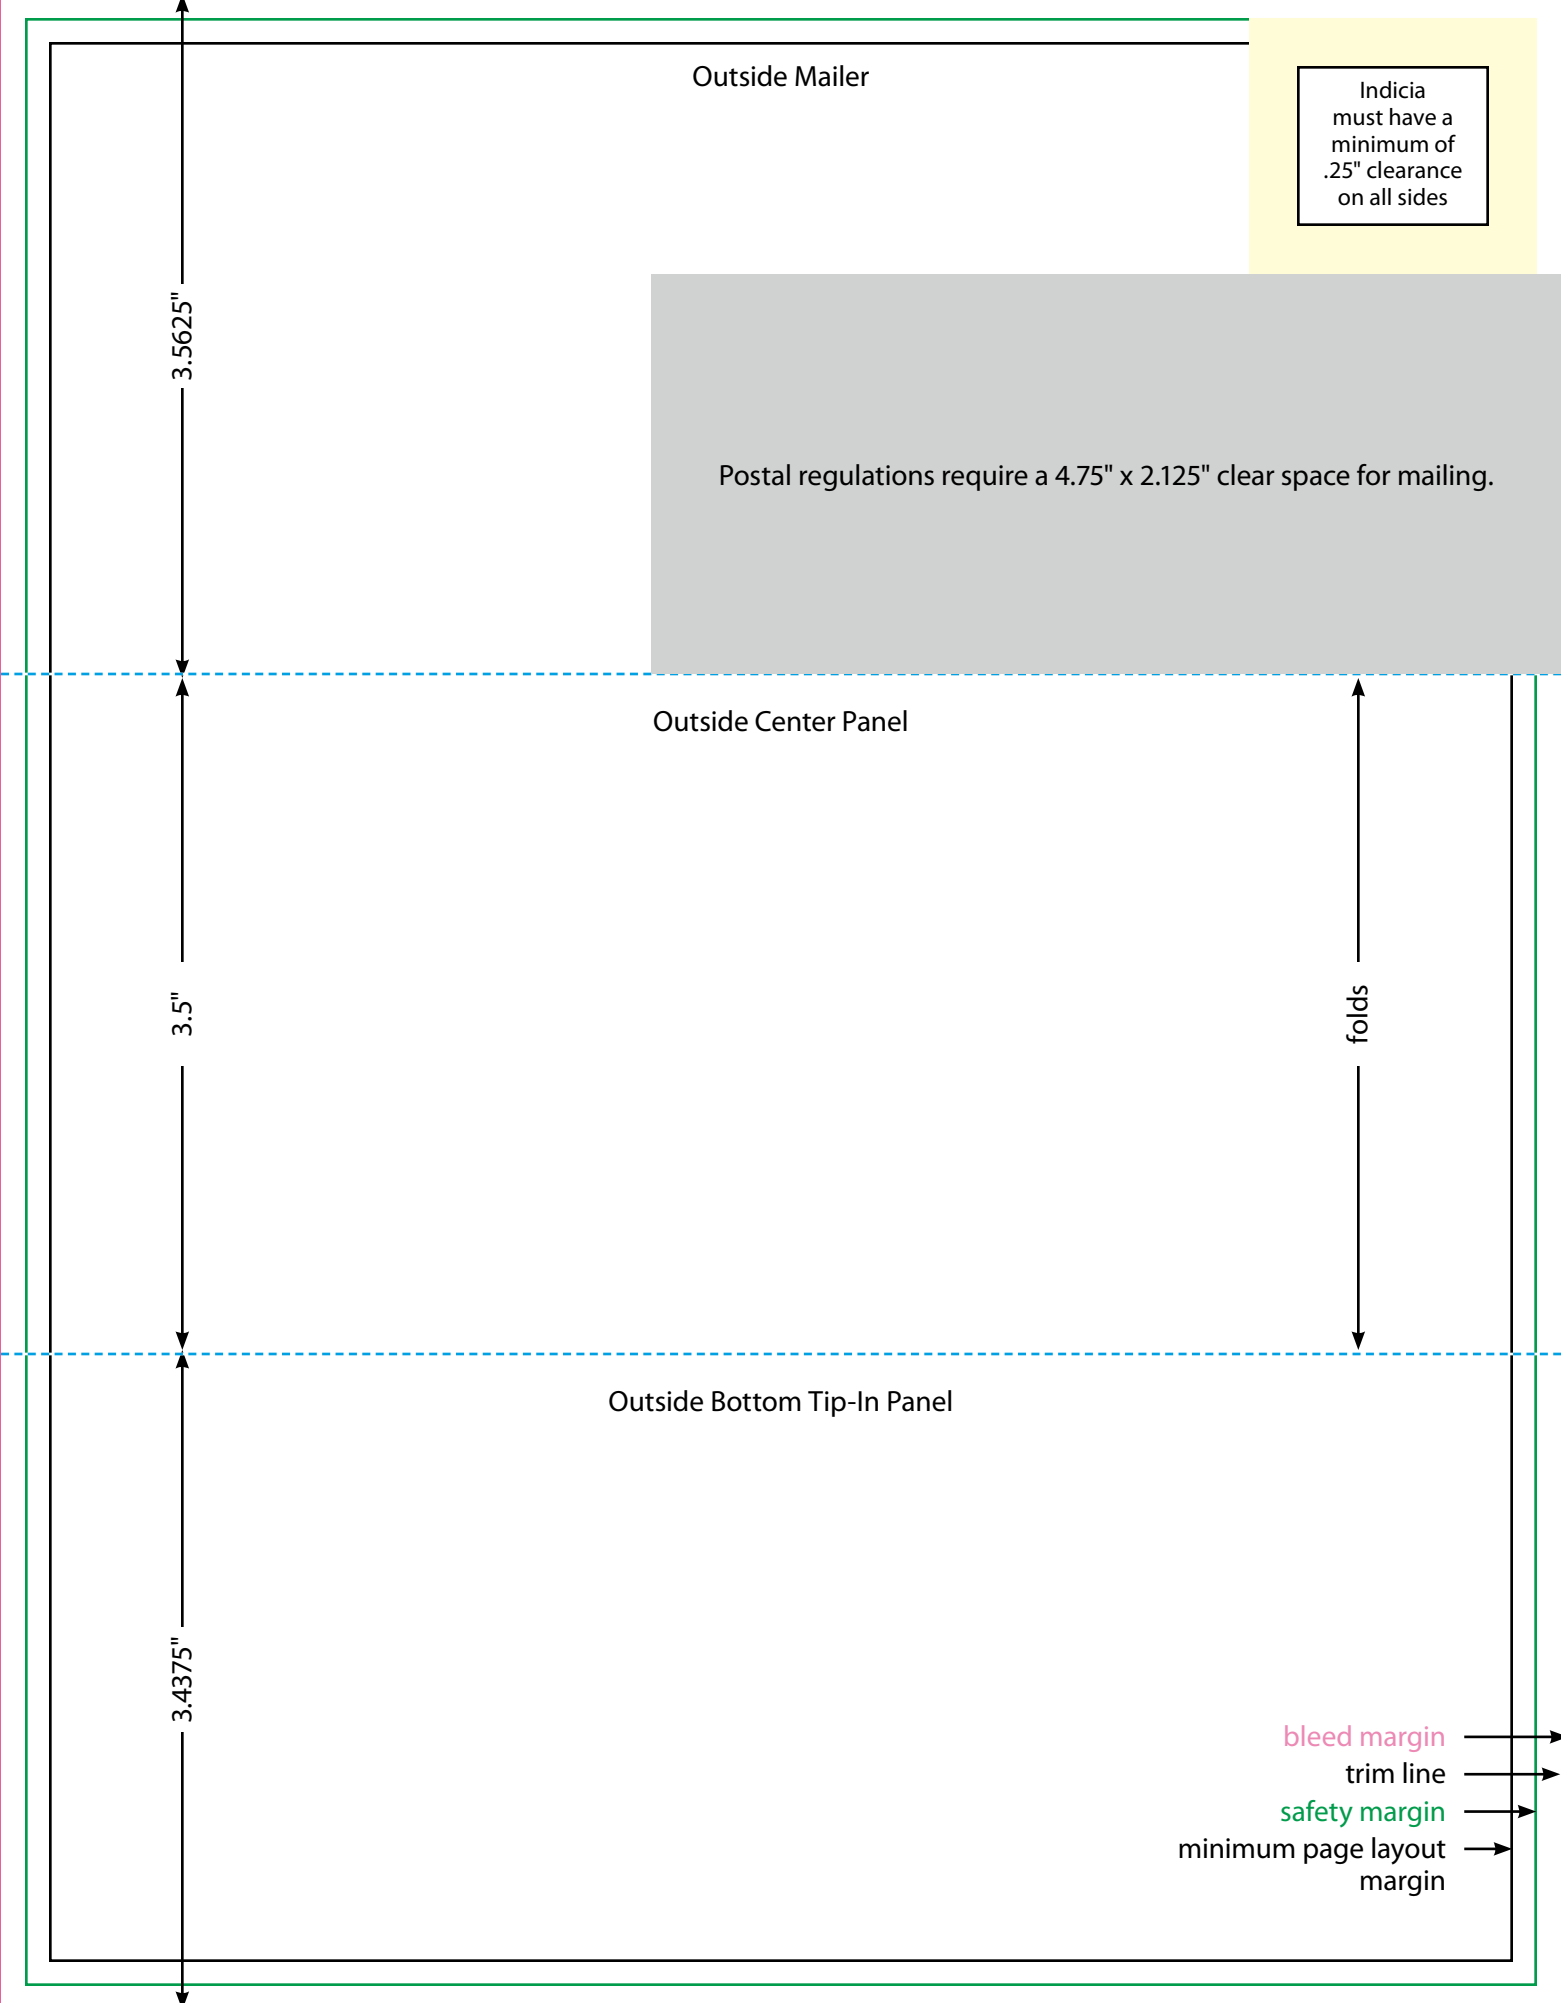 Outside Mailer
Indicia
must have a
minimum of
.25" clearance
on all sides
3.5625"
Postal regulations require a 4.75" x 2.125" clear space for mailing.
Outside Center Panel
3.5"
folds
Outside Bottom Tip-In Panel
3.4375"
bleed margin
trim line
safety margin
minimum page layout
margin